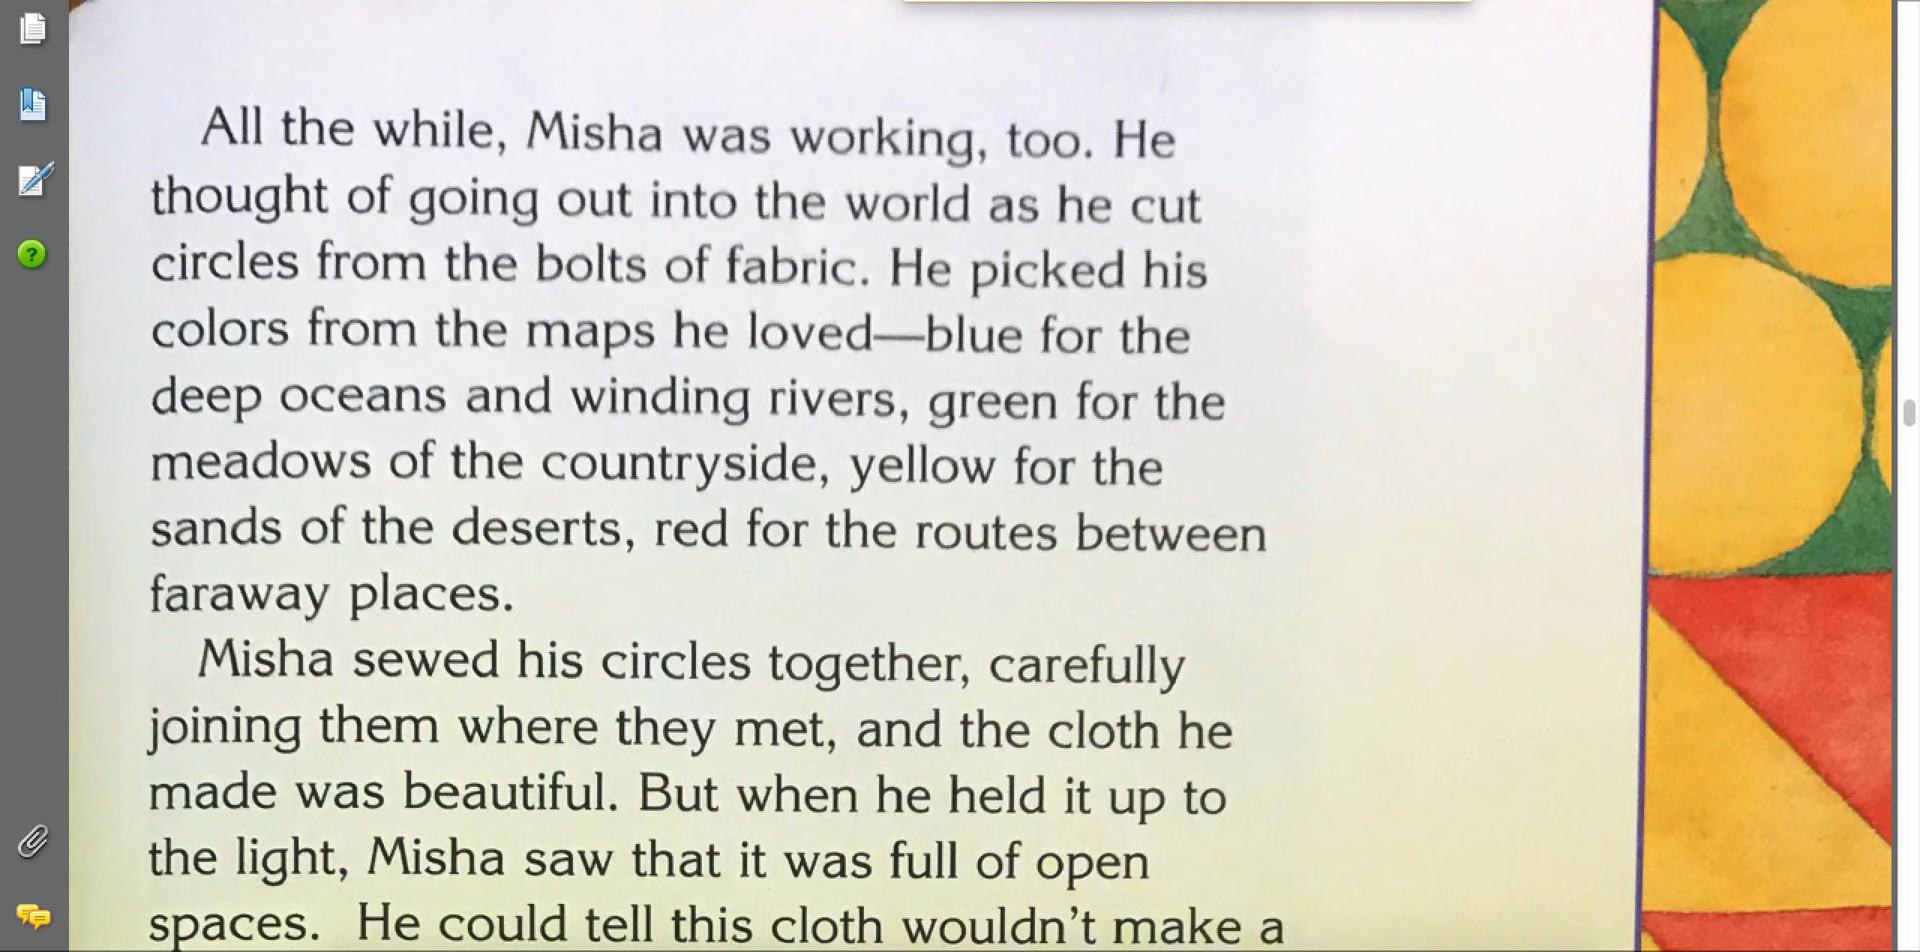 All the while, Misha was working, too. He
thought of going out into the world as he cut
circles from the bolts of fabric. He picked his
colors from the maps he loved—blue for the
deep oceans and winding rivers, green for the
meadows of the countryside, yellow for the
sands of the deserts, red for the routes between
faraway places.
Misha sewed his circles together, carefully
joining them where they met, and the cloth he
made was beautiful. But when he held it up to
the light, Misha saw that it was full of open
spaces. He could tell this cloth wouldn't make a